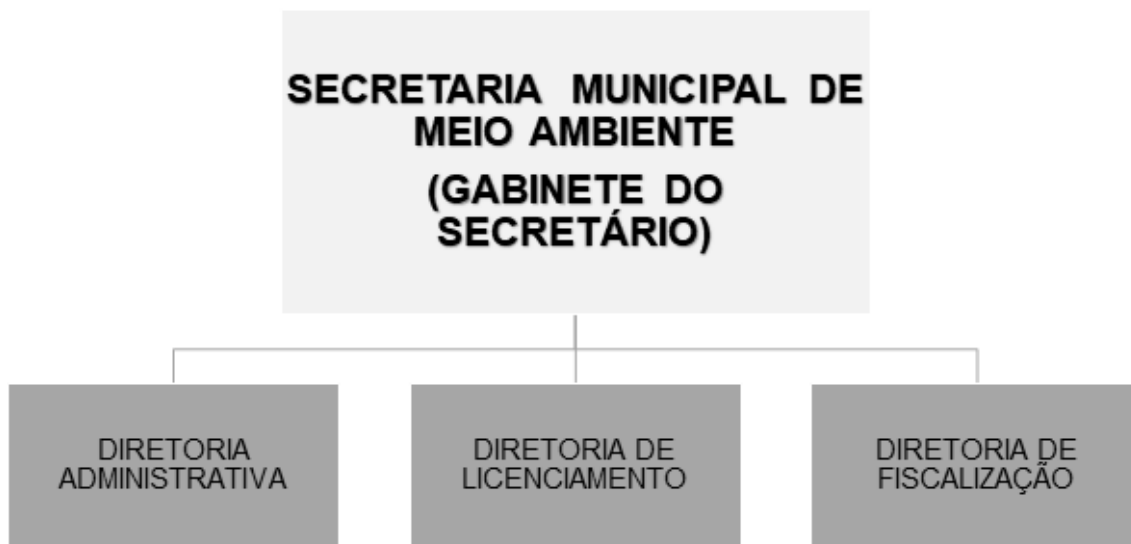 SECRETARIA MUNICIPAL DE
MEIO AMBIENTE
(GABINETE DO
SECRETÁRIO)
DIRETORIA
ADMINISTRATIVA
DIRETORIA DE
LICENCIAMENTO
DIRETORIA DE
FISCALIZAÇÃO